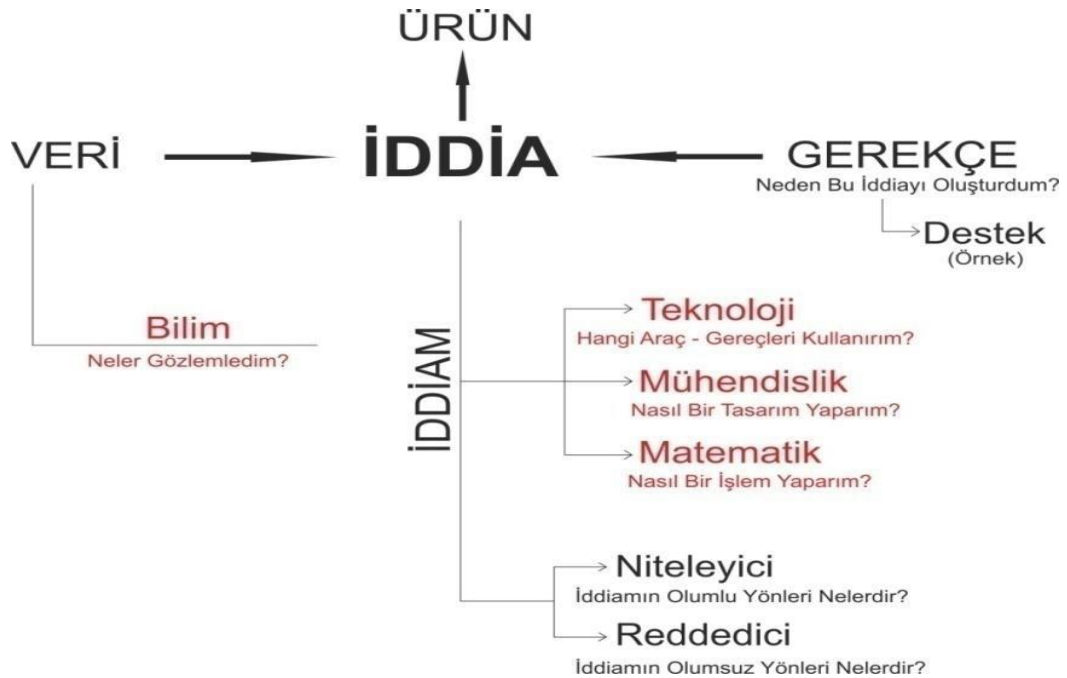 ÜRÜN
VERİ
İDDİA
GEREKÇE
Neden Bu İddiayı Oluşturdum?
Destek
(Örnek)
Bilim
Neler Gözlemledim?
İDDİAM
Teknoloji
Hangi Araç - Gereçleri Kullanırım?
Mühendislik
Nasıl Bir Tasarım Yaparım?
Matematik
Nasıl Bir İşlem Yaparım?
Niteleyici
İddiamın Olumlu Yönleri Nelerdir?
Reddedici
İddiamın Olumsuz Yönleri Nelerdir?